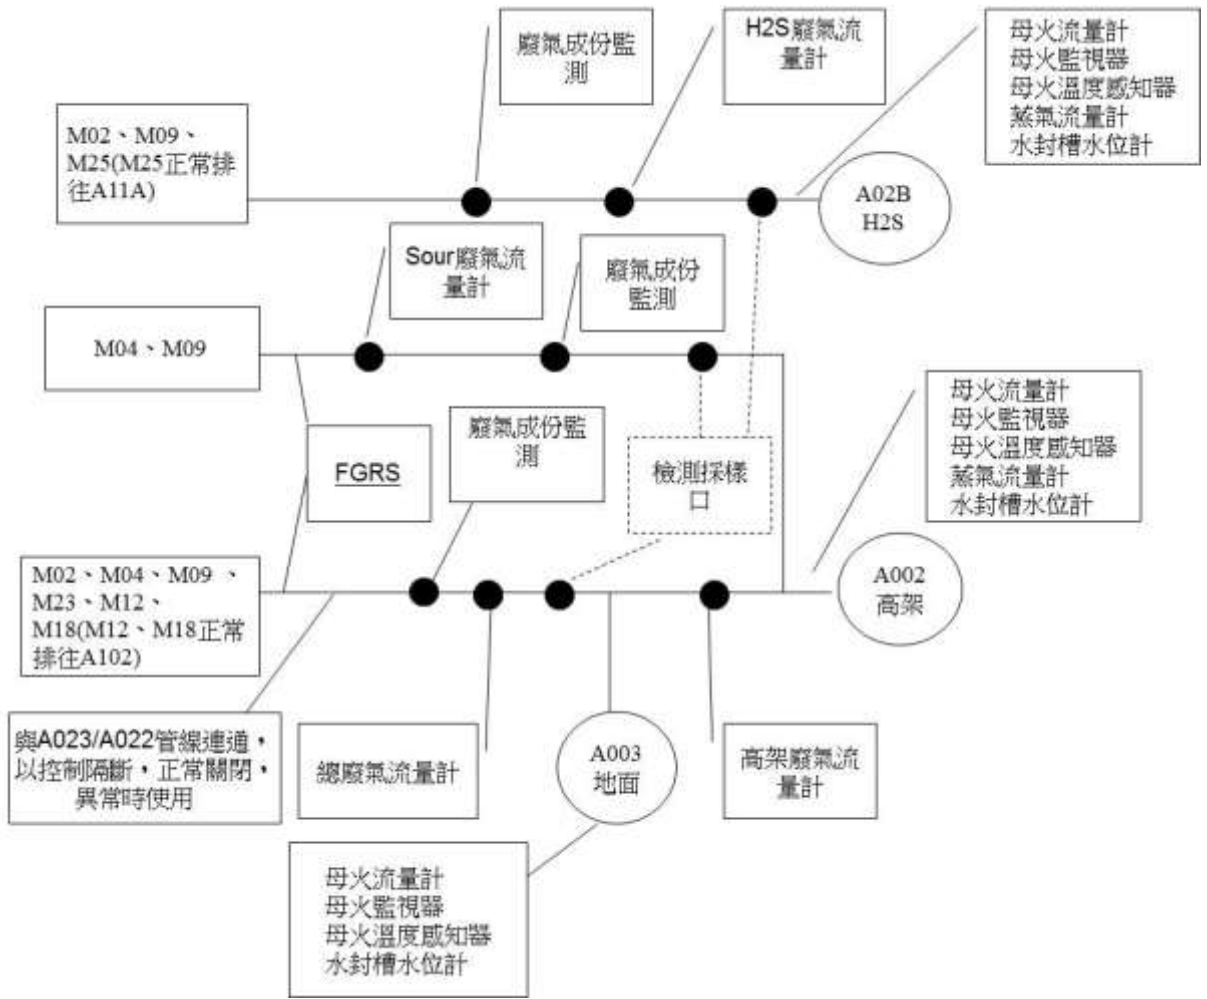 廢氣成份監
測
H2S廢氣流
量計
母火流量計
母火監視器
母火溫度感知器
蒸氣流量計
水封槽水位計
M02、M09、
M25(M25正常排
往A11A)
A02B
H2S
Sour廢氣流
量計
廢氣成份
監測
M04、M09
母火流量計
母火監視器
母火溫度感知器
蒸氣流量計
水封槽水位計
廢氣成份監
測
FGRS
檢測採樣
口
M02、M04、M09 、
M23、M12、
M18(M12、M18正常
排往A102)
A002
高架
與A023/A022管線連通，
以控制隔斷，正常關閉，
異常時使用
總廢氣流量計
A003
地面
高架廢氣流
量計
母火流量計
母火監視器
母火溫度感知器
水封槽水位計